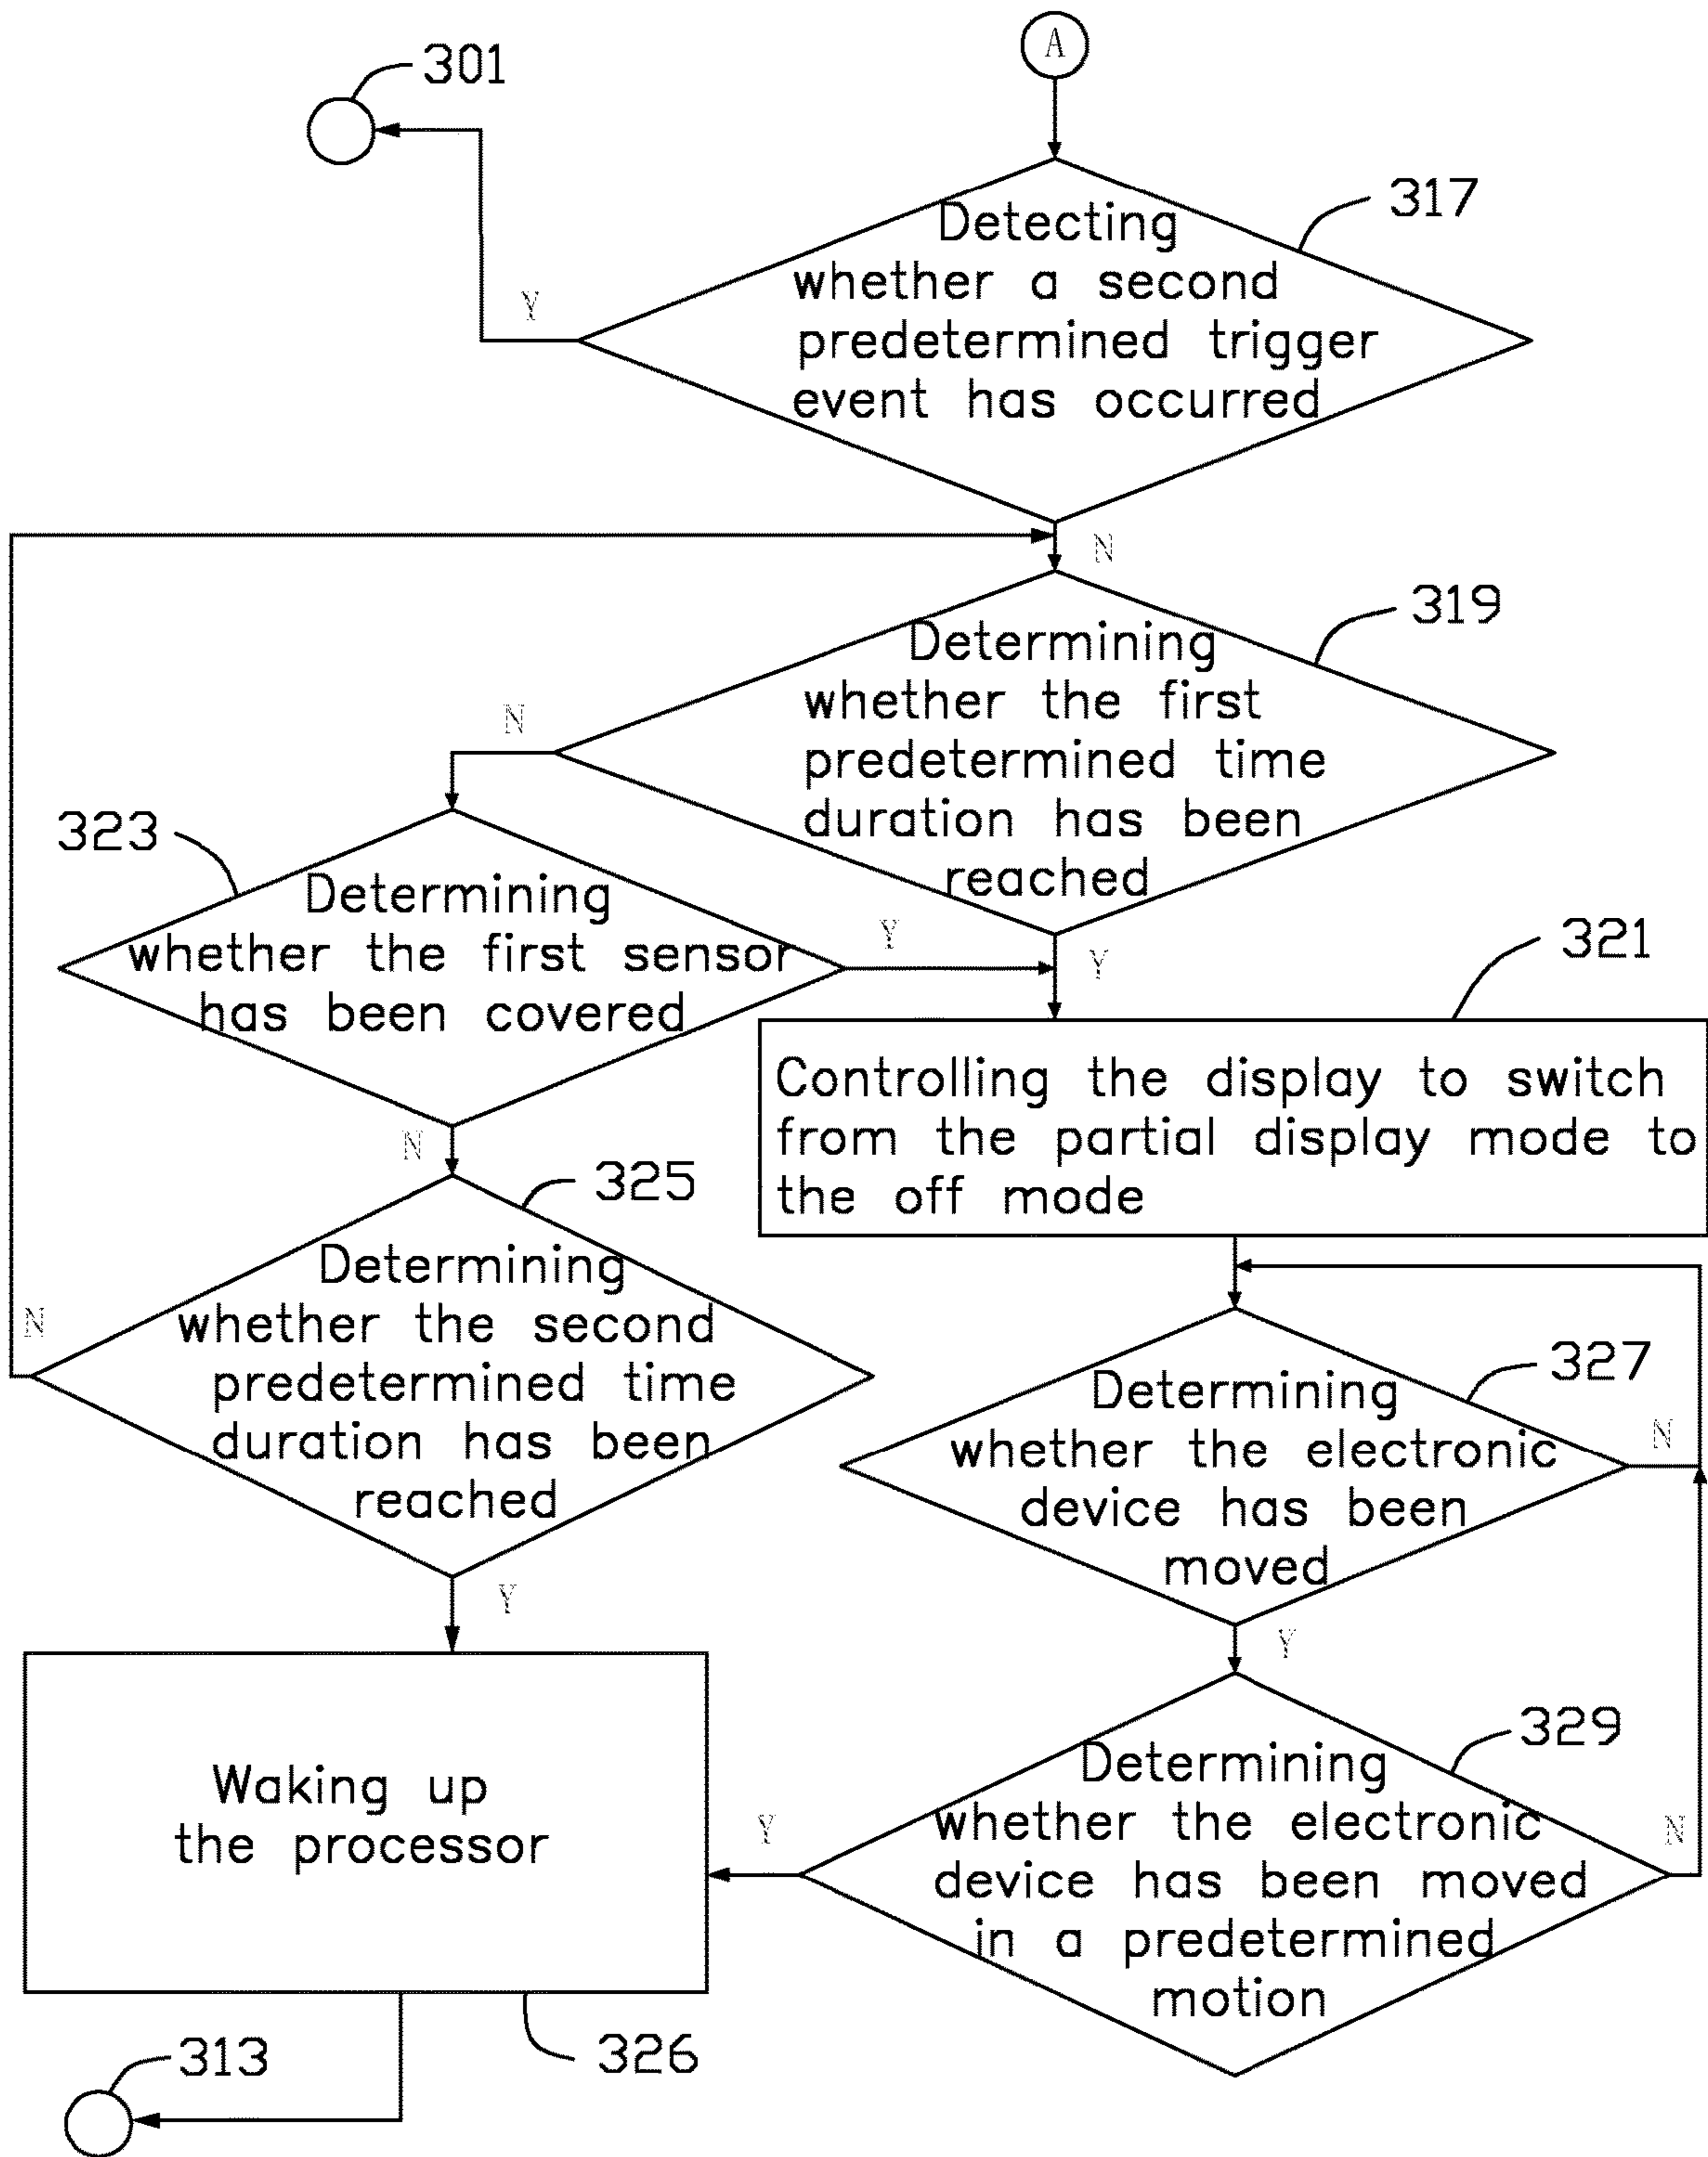 A
301
317
Detecting
whether a second
predetermined trigger
event has occurred
Y
N
319
Determining
whether the first
predetermined time
duration has been
reached
N
323
Determining
whether the first sensor
has been covered
Y
Y
321
Controlling the display to switch
from the partial display mode to
the off mode
N
325
Determining
whether the second
predetermined time
duration has been
reached
N
327
Determining
whether the electronic
device has been
moved
N
Y
Y
329
Determining
whether the electronic
device has been moved
in a predetermined
motion
Y
N
Waking up
the processor
326
313